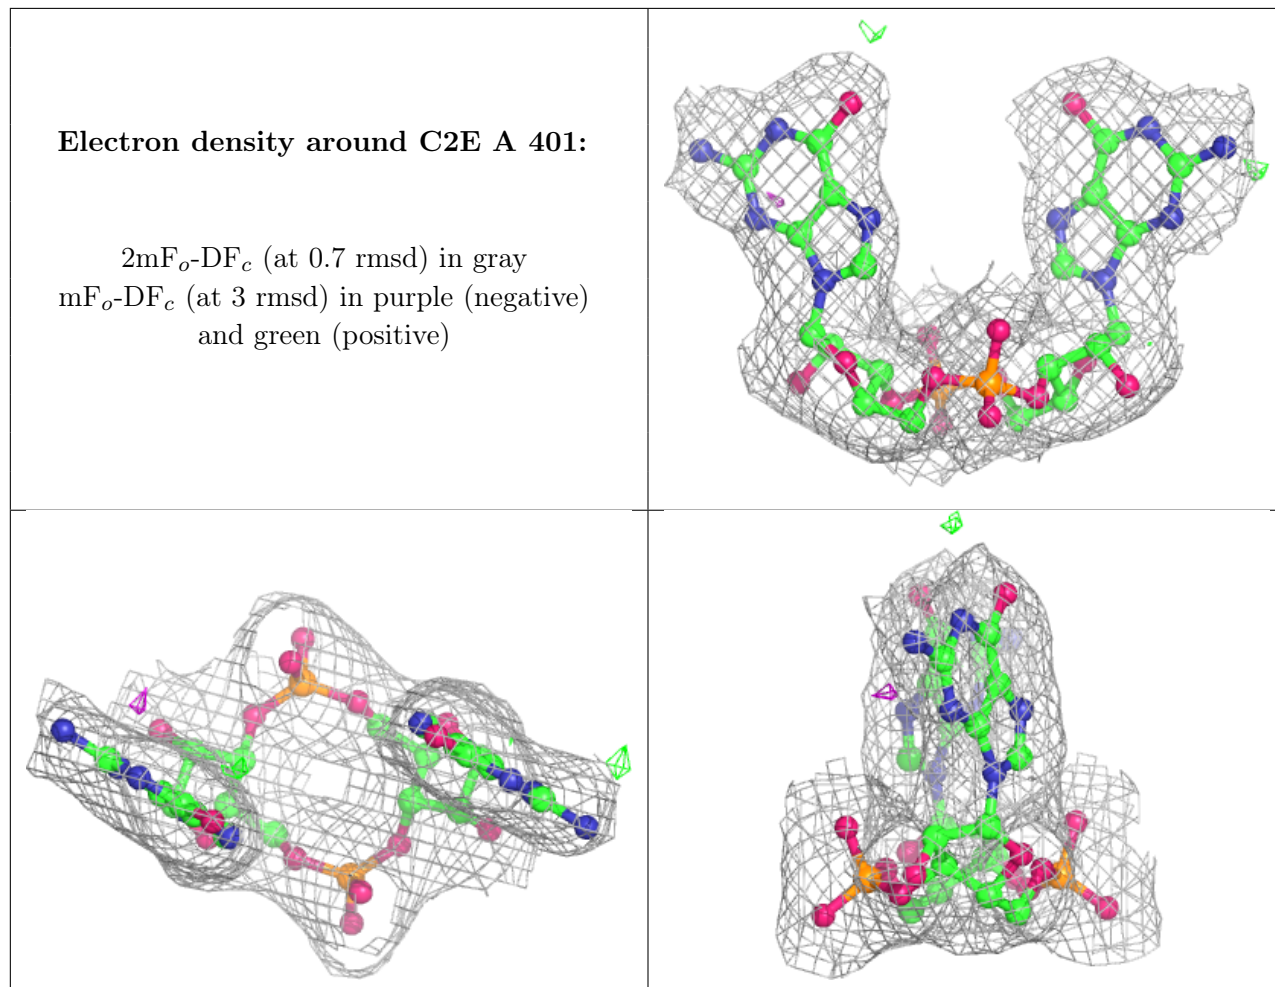 Electron density around C2E A 401:
2mFo-DFc (at 0.7 rmsd) in gray
mFo-DFc (at 3 rmsd) in purple (negative)
and green (positive)